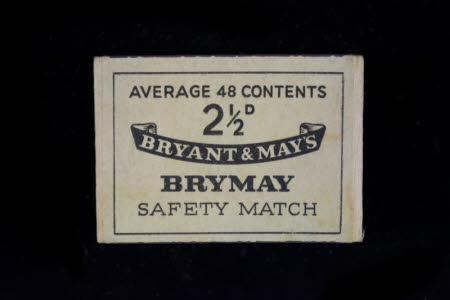 AVERAGE 48 CONTENTS
2½D
BRYANT & MAY'S
BRYMAY
SAFETY MATCH